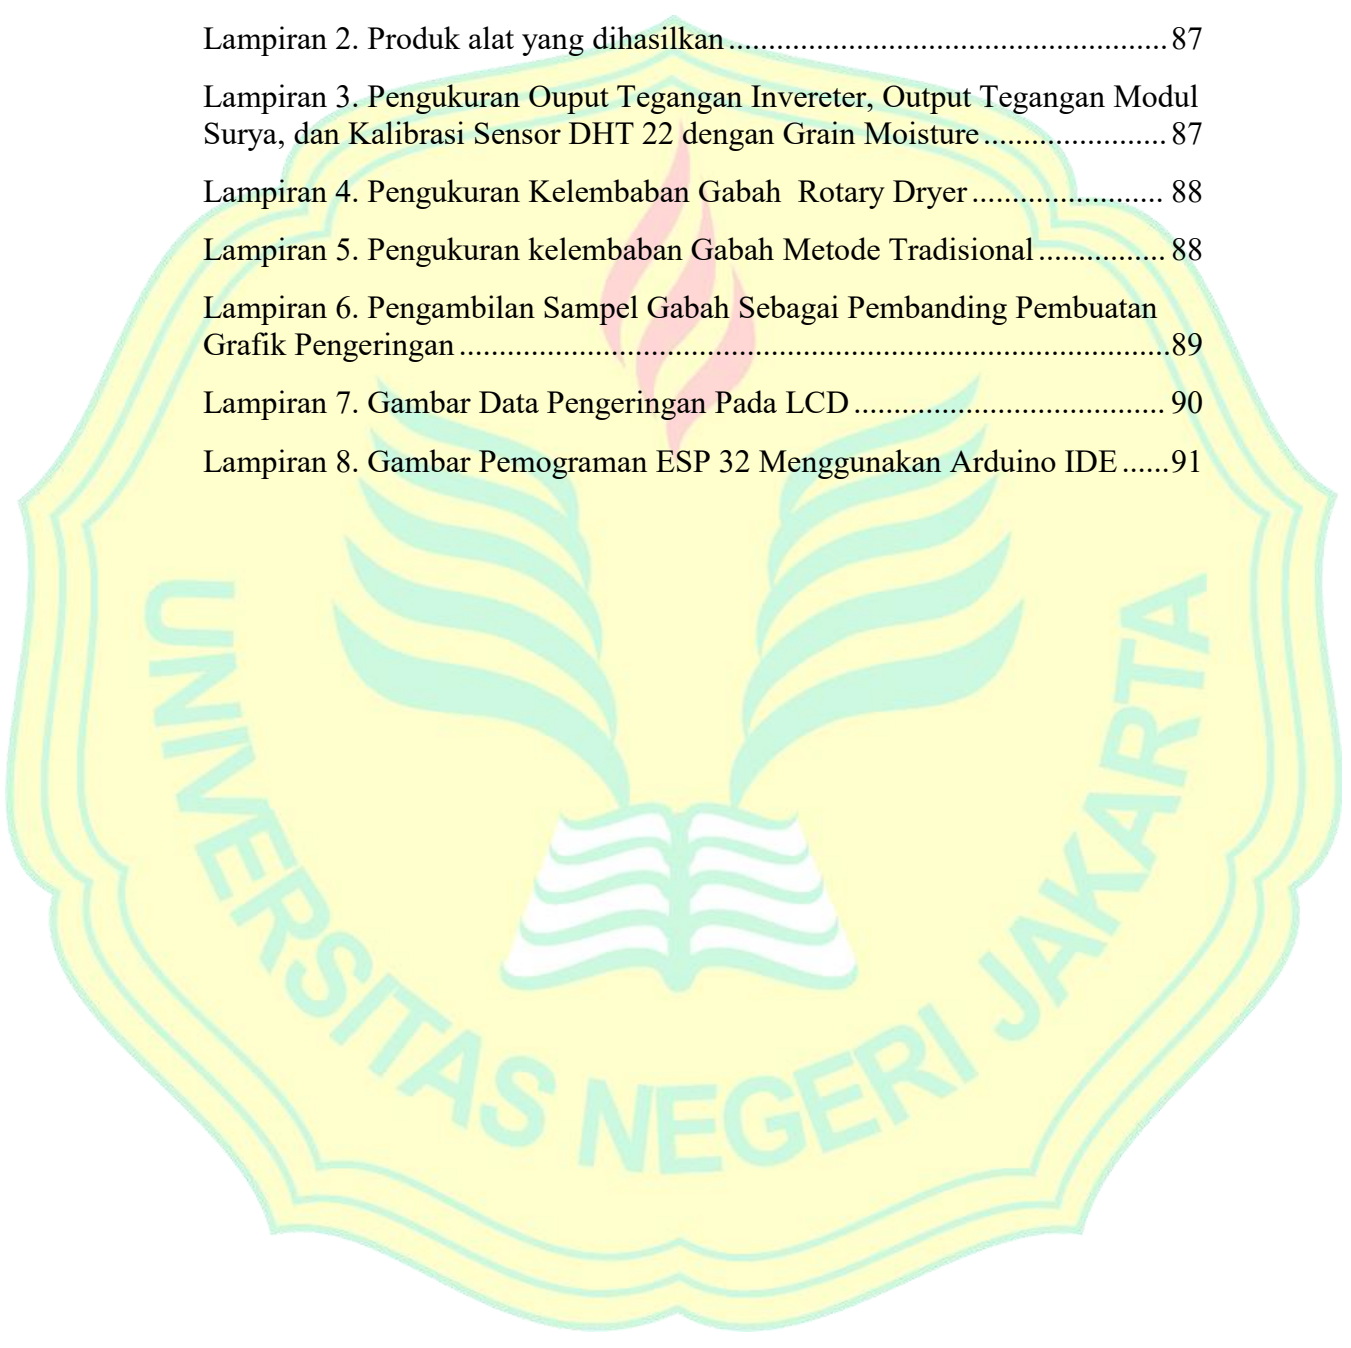 Lampiran 2. Produk alat yang dihasilkan ................................................... 87
Lampiran 3. Pengukuran Ouput Tegangan Invereter, Output Tegangan Modul
Surya, dan Kalibrasi Sensor DHT 22 dengan Grain Moisture ..................... 87
Lampiran 4. Pengukuran Kelembaban Gabah  Rotary Dryer ...................... 88
Lampiran 5. Pengukuran kelembaban Gabah Metode Tradisional ............... 88
Lampiran 6. Pengambilan Sampel Gabah Sebagai Pembanding Pembuatan
Grafik Pengeringan ...................................................................................89
Lampiran 7. Gambar Data Pengeringan Pada LCD .................................... 90
Lampiran 8. Gambar Pemograman ESP 32 Menggunakan Arduino IDE ......91
UNIVERSITAS NEGERI JAKARTA